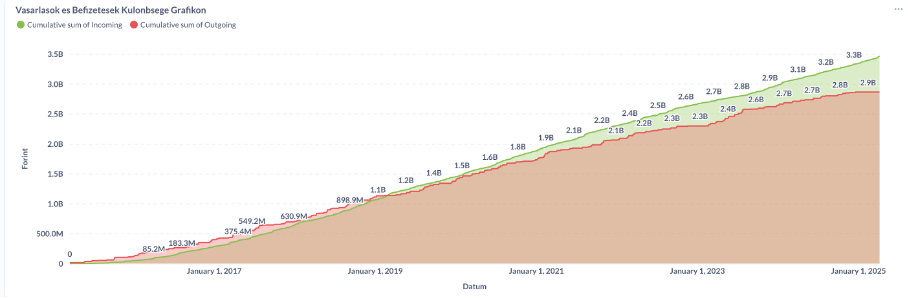 Vasarlasok es Befizetesek Kulonbsege Grafikon
Cumulative sum of Incoming Cumulative sum of Outgoing
3.5B
3.0B
2.5B
2.0B
1.5B
1.0B
500.0M
0
Forint
0
85.2M
183.3M
375.4M
549.2M
630.9M
898.9M
1.1B
1.2B
1.4B
1.5B
1.6B
1.8B
1.9B
2.1B
2.2B
2.1B
2.4B
2.2B
2.5B
2.3B
2.6B
2.3B
2.7B
2.4B
2.8B
2.6B
2.9B
2.7B
3.1B
2.7B
3.2B
2.8B
3.3B
2.9B
January 1, 2017 January 1, 2019 January 1, 2021 January 1, 2023 January 1, 2025
Datum